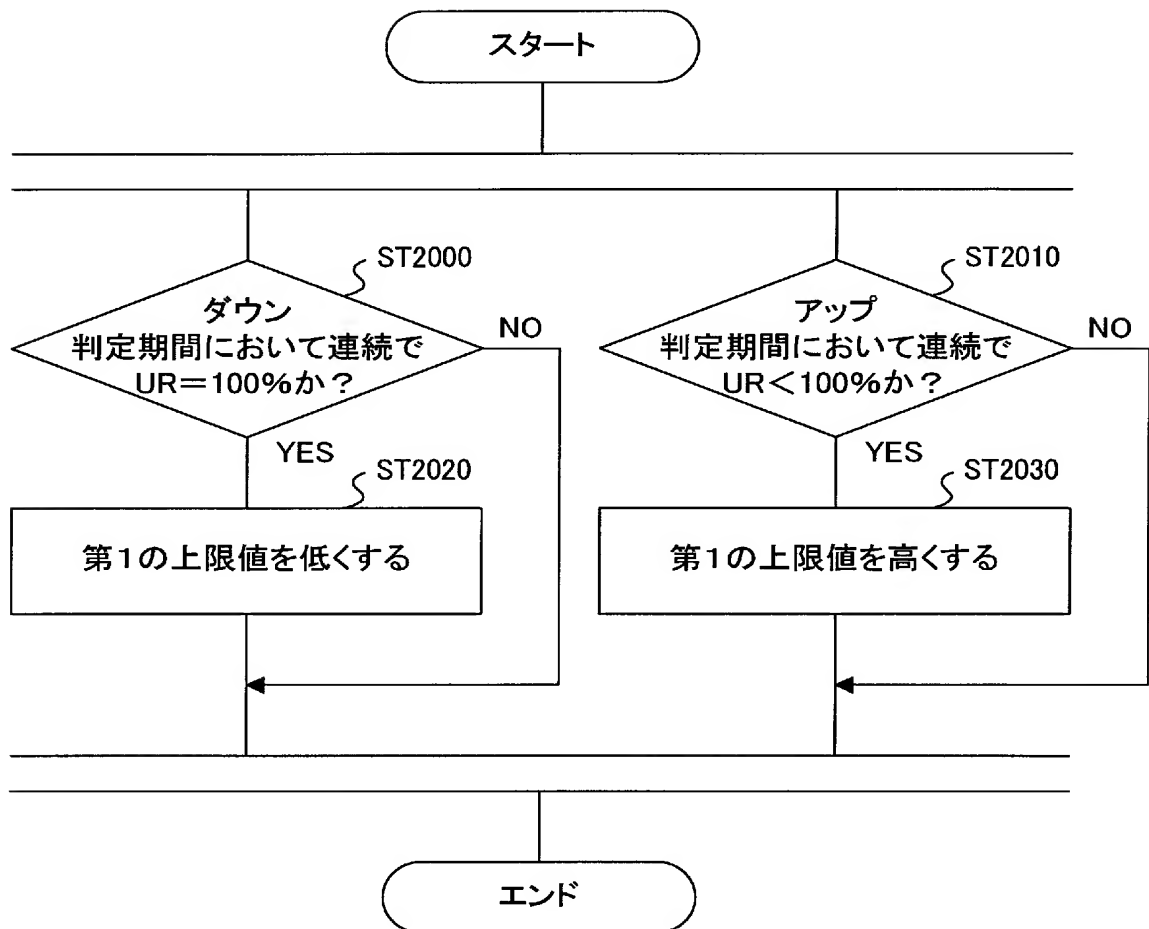 スタート
ST2000
ダウン
判定期間において連続で
UR=100%か？
NO
YES
ST2020
第１の上限値を低くする
ST2010
アップ
判定期間において連続で
UR＜100%か？
NO
YES
ST2030
第１の上限値を高くする
エンド